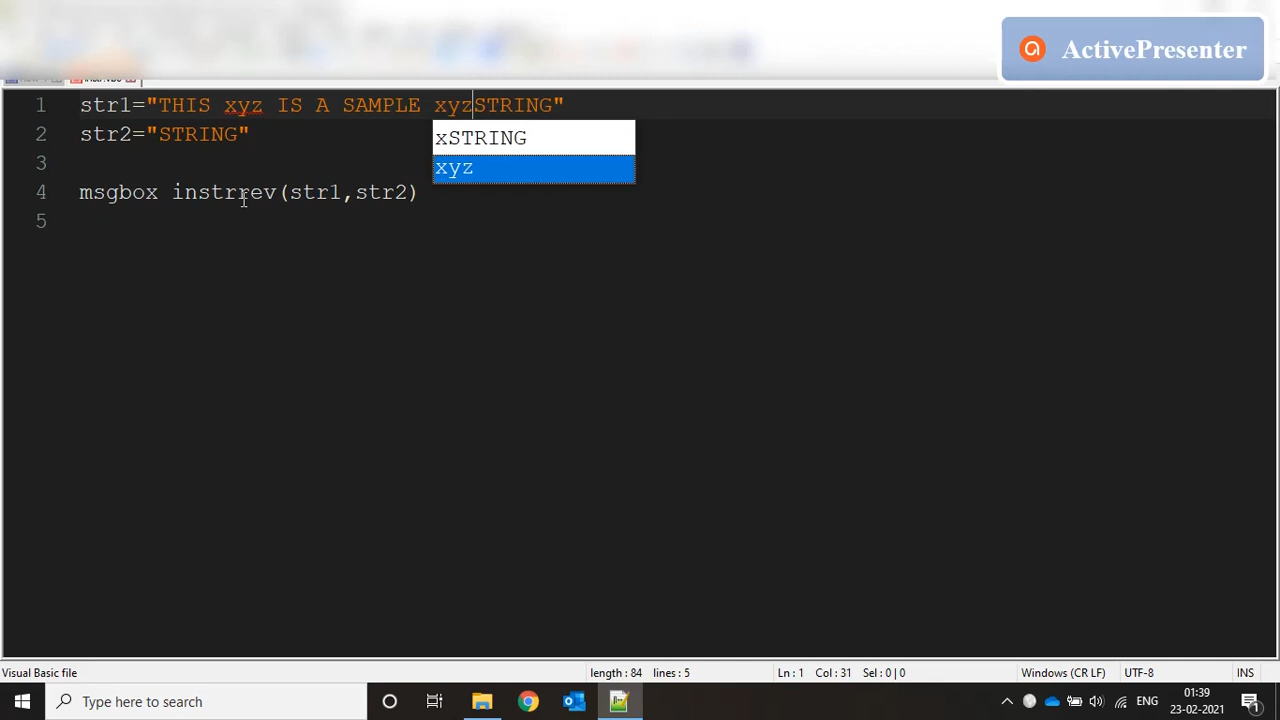 ActivePresenter
1 str1="THIS xyz IS A SAMPLE xyzSTRING"
2 str2="STRING"
xSTRING
3
xyz
4 msgbox instrrev(str1,str2)
5
Visual Basic file length : 84 lines : 5 Ln : 1 Col : 31 Sel : 0 | 0 Windows (CR LF) UTF-8 INS
Type here to search ENG 01:39
23-02-2021